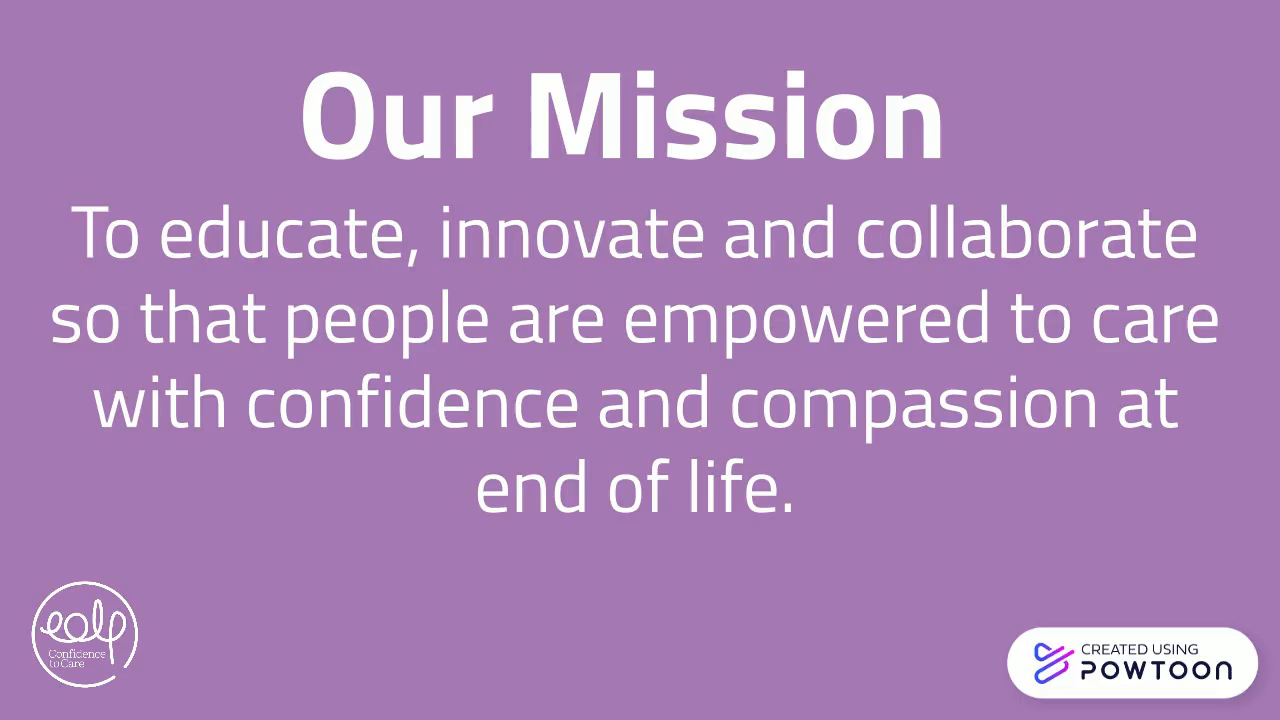 Our Mission
To educate, innovate and collaborate
so that people are empowered to care
with confidence and compassion at
end of life.
eolp
Confidence
to Care
CREATED USING
POWTOON